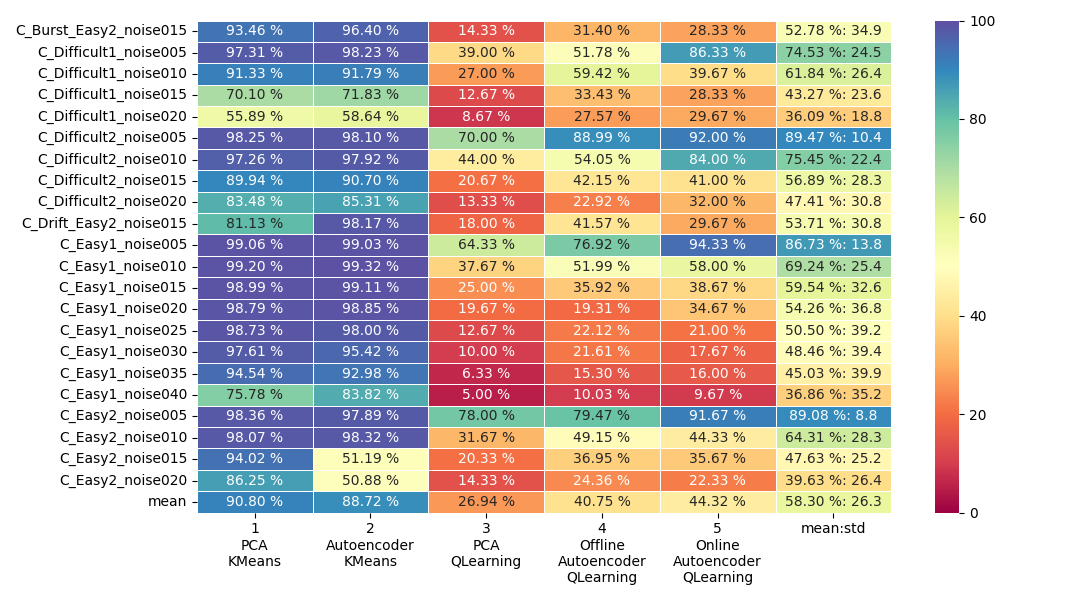 C_Burst_Easy2_noise015 93.46 % 96.40 % 14.33 % 31.40 % 28.33 % 52.78 %: 34.9 100
C_Difficult1_noise005 97.31 % 98.23 % 39.00 % 51.78 % 86.33 % 74.53 %: 24.5
C_Difficult1_noise010 91.33 % 91.79 % 27.00 % 59.42 % 39.67 % 61.84 %: 26.4
C_Difficult1_noise015 70.10 % 71.83 % 12.67 % 33.43 % 28.33 % 43.27 %: 23.6
C_Difficult1_noise020 55.89 % 58.64 % 8.67 % 27.57 % 29.67 % 36.09 %: 18.8 80
C_Difficult2_noise005 98.25 % 98.10 % 70.00 % 88.99 % 92.00 % 89.47 %: 10.4
C_Difficult2_noise010 97.26 % 97.92 % 44.00 % 54.05 % 84.00 % 75.45 %: 22.4
C_Difficult2_noise015 89.94 % 90.70 % 20.67 % 42.15 % 41.00 % 56.89 %: 28.3
C_Difficult2_noise020 83.48 % 85.31 % 13.33 % 22.92 % 32.00 % 47.41 %: 30.8
C_Drift_Easy2_noise015 81.13 % 98.17 % 18.00 % 41.57 % 29.67 % 53.71 %: 30.8 60
C_Easy1_noise005 99.06 % 99.03 % 64.33 % 76.92 % 94.33 % 86.73 %: 13.8
C_Easy1_noise010 99.20 % 99.32 % 37.67 % 51.99 % 58.00 % 69.24 %: 25.4
C_Easy1_noise015 98.99 % 99.11 % 25.00 % 35.92 % 38.67 % 59.54 %: 32.6
C_Easy1_noise020 98.79 % 98.85 % 19.67 % 19.31 % 34.67 % 54.26 %: 36.8 40
C_Easy1_noise025 98.73 % 98.00 % 12.67 % 22.12 % 21.00 % 50.50 %: 39.2
C_Easy1_noise030 97.61 % 95.42 % 10.00 % 21.61 % 17.67 % 48.46 %: 39.4
C_Easy1_noise035 94.54 % 92.98 % 6.33 % 15.30 % 16.00 % 45.03 %: 39.9
C_Easy1_noise040 75.78 % 83.82 % 5.00 % 10.03 % 9.67 % 36.86 %: 35.2
C_Easy2_noise005 98.36 % 97.89 % 78.00 % 79.47 % 91.67 % 89.08 %: 8.8 20
C_Easy2_noise010 98.07 % 98.32 % 31.67 % 49.15 % 44.33 % 64.31 %: 28.3
C_Easy2_noise015 94.02 % 51.19 % 20.33 % 36.95 % 35.67 % 47.63 %: 25.2
C_Easy2_noise020 86.25 % 50.88 % 14.33 % 24.36 % 22.33 % 39.63 %: 26.4
mean 90.80 % 88.72 % 26.94 % 40.75 % 44.32 % 58.30 %: 26.3 0
1 2 3 4 5 mean:std
PCA Autoencoder PCA Offline Online
KMeans KMeans QLearning Autoencoder Autoencoder
QLearning QLearning